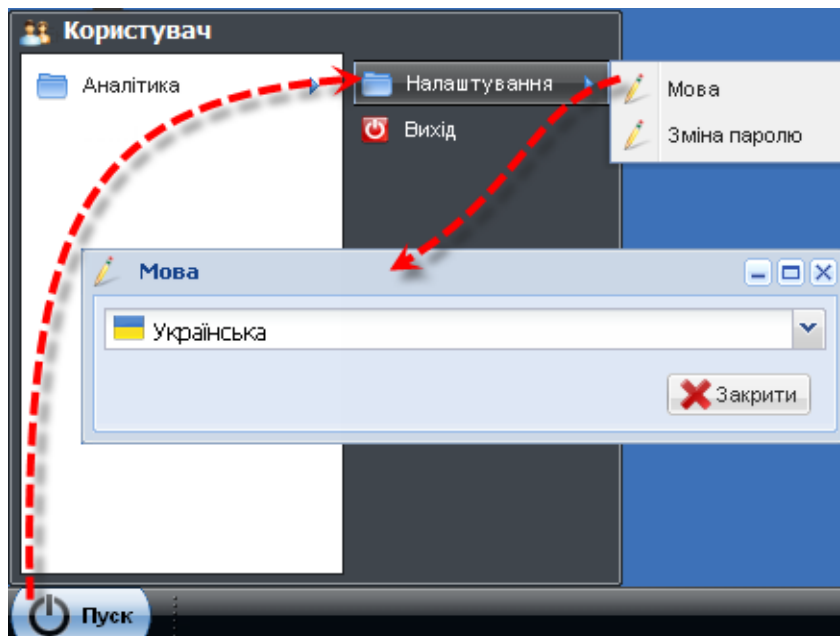 Користувач
Аналітика
Налаштування
Вихід
Мова
Зміна паролю
Мова
Українська
Закрити
Пуск